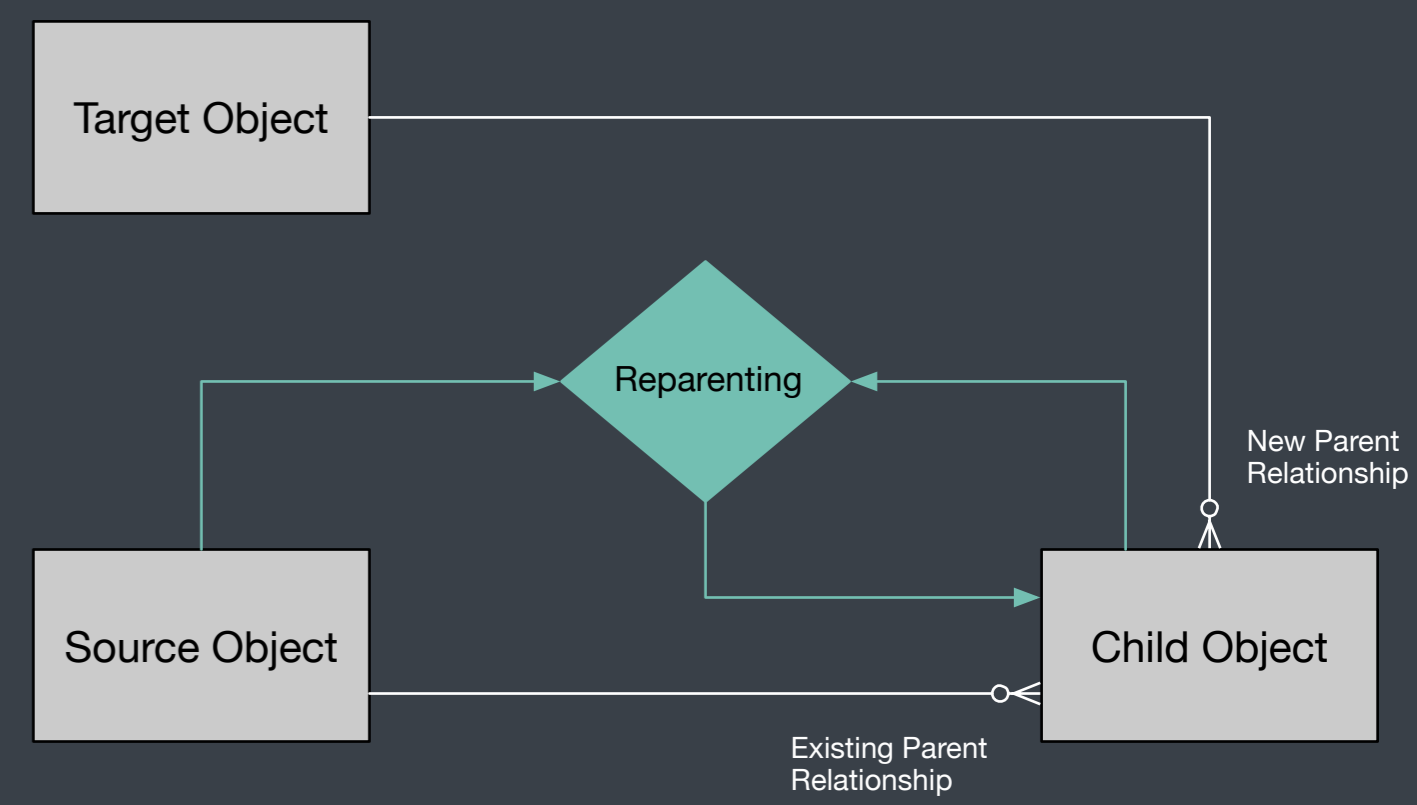 Target Object
Reparenting
New Parent
Relationship
Source Object
Child Object
Existing Parent
Relationship